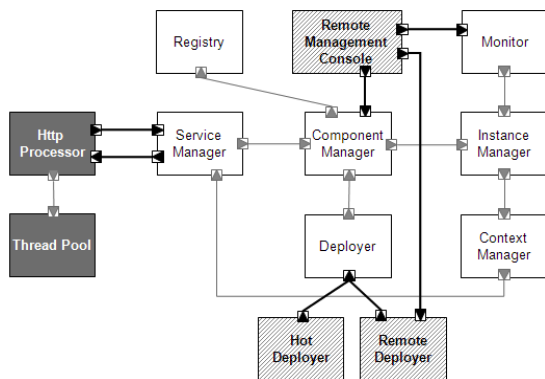 Registry
Remote
Management
Console
Monitor
Http
Processor
Service
Manager
Component
Manager
Instance
Manager
Thread Pool
Deployer
Context
Manager
Hot
Deployer
Remote
Deployer